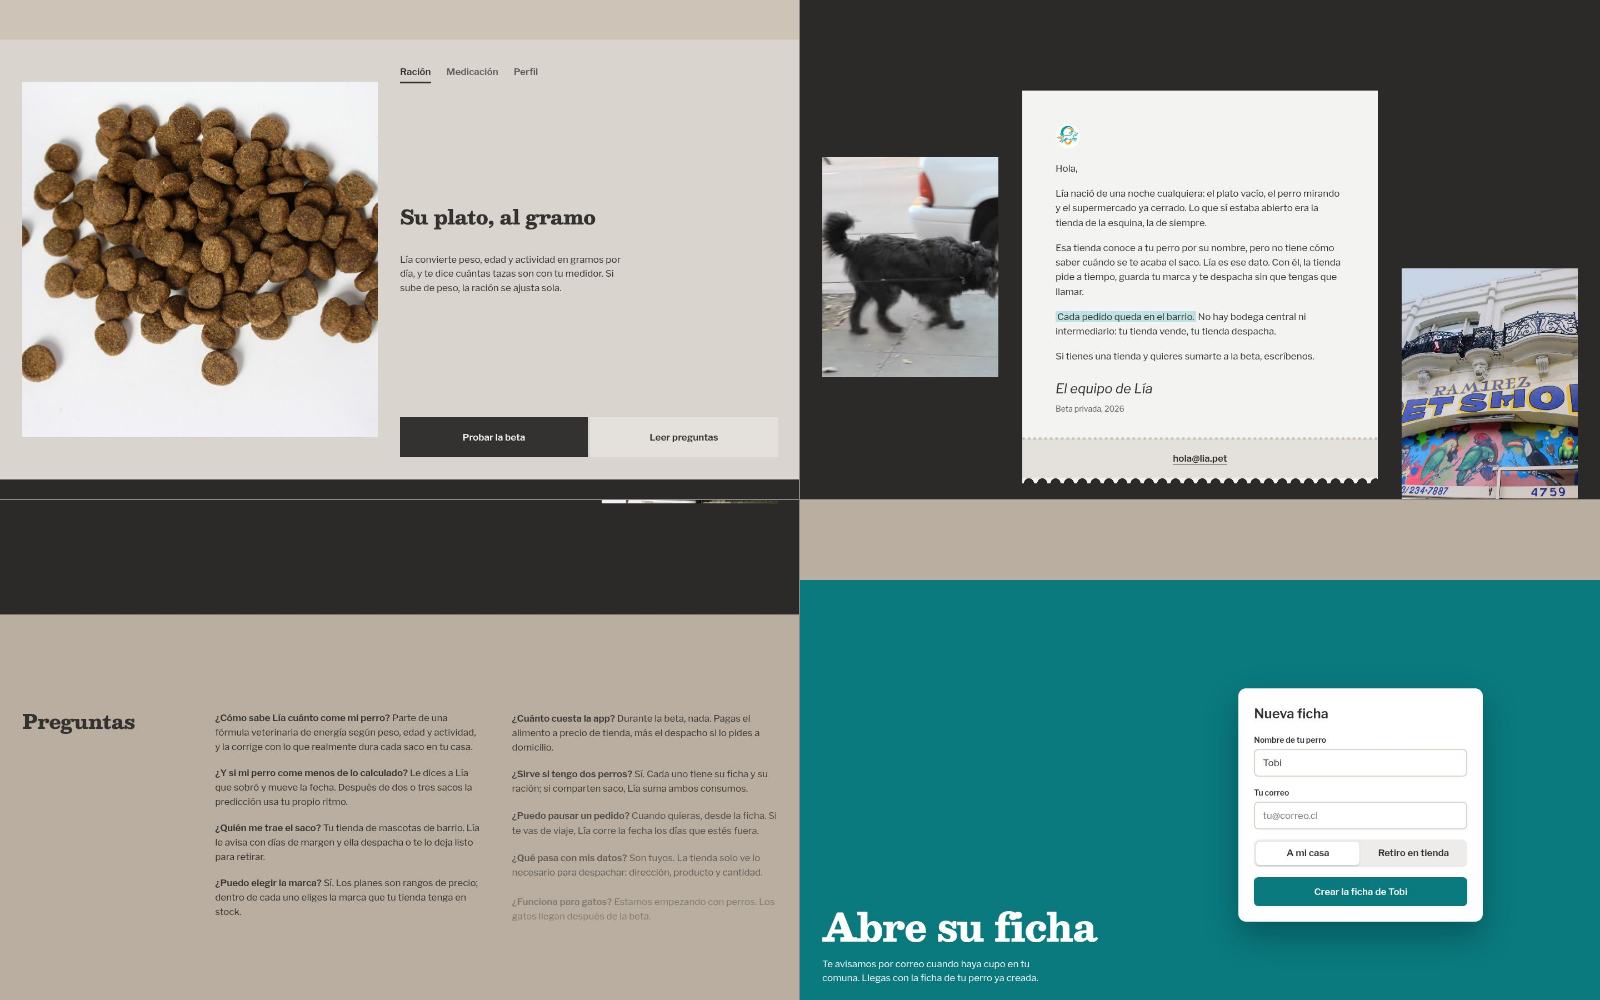 Ración Medicación Perfil
Su plato, al gramo
Lía convierte peso, edad y actividad en gramos por
día, y te dice cuántas tazas son con tu medidor. Si
sube de peso, la ración se ajusta sola.
Probar la beta Leer preguntas
Hola,
Lía nació de una noche cualquiera: el plato vacío, el perro mirando
y el supermercado ya cerrado. Lo que sí estaba abierto era la
tienda de la esquina, la de siempre.
Esa tienda conoce a tu perro por su nombre, pero no tiene cómo
saber cuándo se te acaba el saco. Lía es ese dato. Con él, la tienda
pide a tiempo, guarda tu marca y te despacha sin que tengas que
llamar.
Cada pedido queda en el barrio. No hay bodega central ni
intermediario: tu tienda vende, tu tienda despacha.
Si tienes una tienda y quieres sumarte a la beta, escríbenos.
El equipo de Lía
Beta privada, 2026
hola@lia.pet
RAMIREZ
ET SHO
3/234-7887
4759
Preguntas
¿Cómo sabe Lía cuánto come mi perro? Parte de una
fórmula veterinaria de energía según peso, edad y actividad,
y la corrige con lo que realmente dura cada saco en tu casa.
¿Y si mi perro come menos de lo calculado? Le dices a Lía
que sobró y mueve la fecha. Después de dos o tres sacos la
predicción usa tu propio ritmo.
¿Quién me trae el saco? Tu tienda de mascotas de barrio. Lía
le avisa con días de margen y ella despacha o te lo deja listo
para retirar.
¿Puedo elegir la marca? Sí. Los planes son rangos de precio;
dentro de cada uno eliges la marca que tu tienda tenga en
stock.
¿Cuánto cuesta la app? Durante la beta, nada. Pagas el
alimento a precio de tienda, más el despacho si lo pides a
domicilio.
¿Sirve si tengo dos perros? Sí. Cada uno tiene su ficha y su
ración; si comparten saco, Lía suma ambos consumos.
¿Puedo pausar un pedido? Cuando quieras, desde la ficha. Si
te vas de viaje, Lía corre la fecha los días que estés fuera.
¿Qué pasa con mis datos? Son tuyos. La tienda solo ve lo
necesario para despachar: dirección, producto y cantidad.
¿Funciona para gatos? Estamos empezando con perros. Los
gatos llegan después de la beta.
Abre su ficha
Te avisamos por correo cuando haya cupo en tu
comuna. Llegas con la ficha de tu perro ya creada.
Nueva ficha
Nombre de tu perro
Tobi
Tu correo
tu@correo.cl
A mi casa Retiro en tienda
Crear la ficha de Tobi